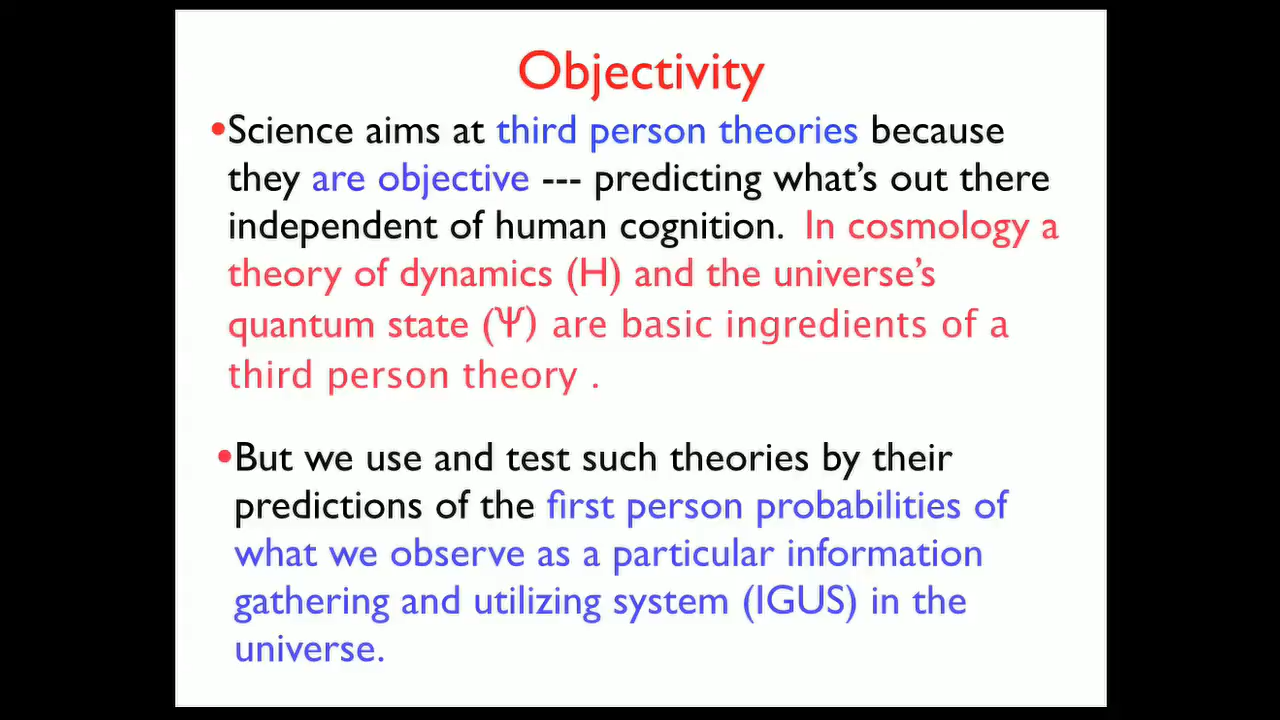 Objectivity
•Science aims at third person theories because
they are objective --- predicting what's out there
independent of human cognition. In cosmology a
theory of dynamics (H) and the universe's
quantum state (Ψ) are basic ingredients of a
third person theory .
•But we use and test such theories by their
predictions of the first person probabilities of
what we observe as a particular information
gathering and utilizing system (IGUS) in the
universe.